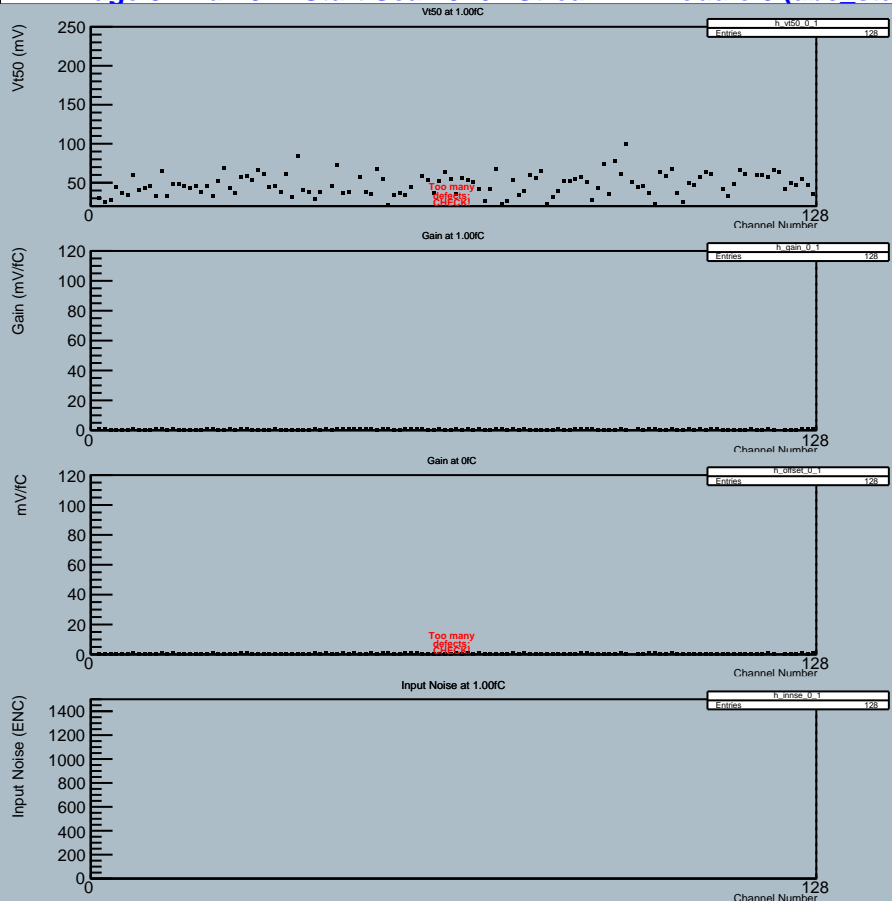 Vt50 at 1.00fC
h_vt50_0_1
Entries 128
Vt50 (mV)
250
200
150
100
50
Too many
defects:
CHECK!
0
128
Channel Number
Gain at 1.00fC
h_gain_0_1
Entries 128
Gain (mV/fC)
120
100
80
60
40
20
0
0
128
Channel Number
Gain at 0fC
h_offset_0_1
Entries 128
mV/fC
120
100
80
60
40
20
Too many
defects:
CHECK!
0
0
128
Channel Number
Input Noise at 1.00fC
h_innse_0_1
Entries 128
Input Noise (ENC)
1400
1200
1000
800
600
400
200
0
0
128
Channel Number